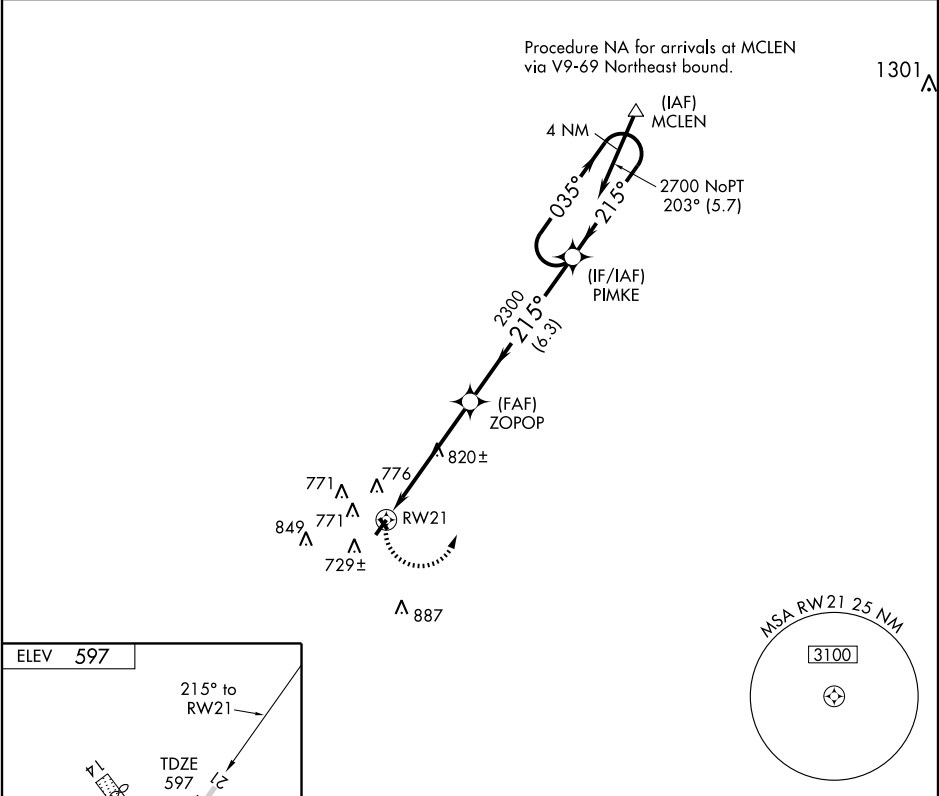 Procedure NA for arrivals at MCLEN
via V9-69 Northeast bound.
1301
(IAF)
MCLEN
4 NM
2700 NoPT
203° (5.7)
035°
215°
(IF/IAF)
PIMKE
2300
215°
(6.3)
(FAF)
ZOPOP
820±
776
771
771
RW21
849
729±
887
MSA RW21 25 NM
3100
ELEV 597
215° to
RW21
TDZE
597
21
14